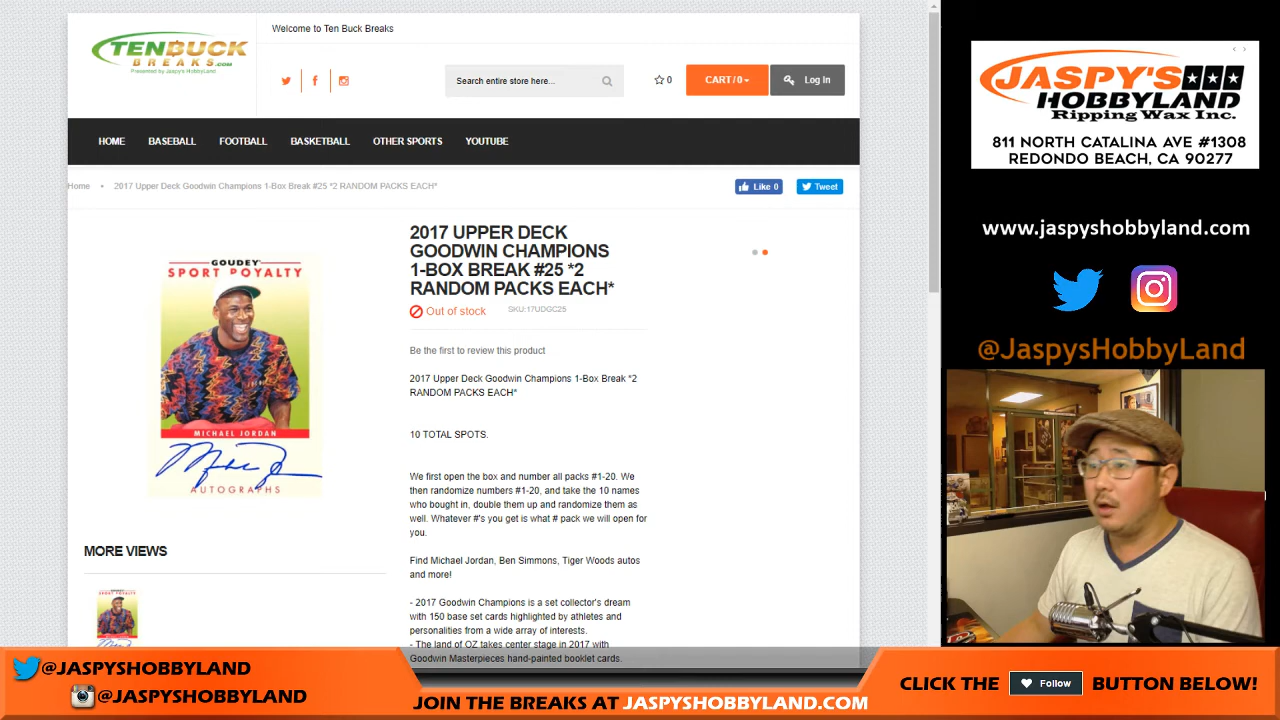 TENBUCK
BREAKS.COM
Presented by Jaspy's HobbyLand
Welcome to Ten Buck Breaks
Search entire store here...
0
CART / 0
Log In
HOME
BASEBALL
FOOTBALL
BASKETBALL
OTHER SPORTS
YOUTUBE
Home
2017 Upper Deck Goodwin Champions 1-Box Break #25 *2 RANDOM PACKS EACH*
Like 0
Tweet
GOUDEY
SPORT ROYALTY
MICHAEL JORDAN
AUTOGRAPHS
MORE VIEWS
2017 UPPER DECK
GOODWIN CHAMPIONS
1-BOX BREAK #25 *2
RANDOM PACKS EACH*
Out of stock
SKU:17UDGC25
Be the first to review this product
2017 Upper Deck Goodwin Champions 1-Box Break *2
RANDOM PACKS EACH*
10 TOTAL SPOTS.
We first open the box and number all packs #1-20. We
then randomize numbers #1-20, and take the 10 names
who bought in, double them up and randomize them as
well. Whatever #'s you get is what # pack we will open for
you.
Find Michael Jordan, Ben Simmons, Tiger Woods autos
and more!
- 2017 Goodwin Champions is a set collector's dream
with 150 base set cards highlighted by athletes and
personalities from a wide array of interests.
- The land of OZ takes center stage in 2017 with
Goodwin Masterpieces hand-painted booklet cards.
JASPY'S
HOBBYLAND
Ripping Wax Inc.
811 NORTH CATALINA AVE #1308
REDONDO BEACH, CA 90277
www.jaspyshobbyland.com
@JaspysHobbyLand
@JASPYSHOBBYLAND
@JASPYSHOBBYLAND
JOIN THE BREAKS AT JASPYSHOBBYLAND.COM
CLICK THE Follow BUTTON BELOW!